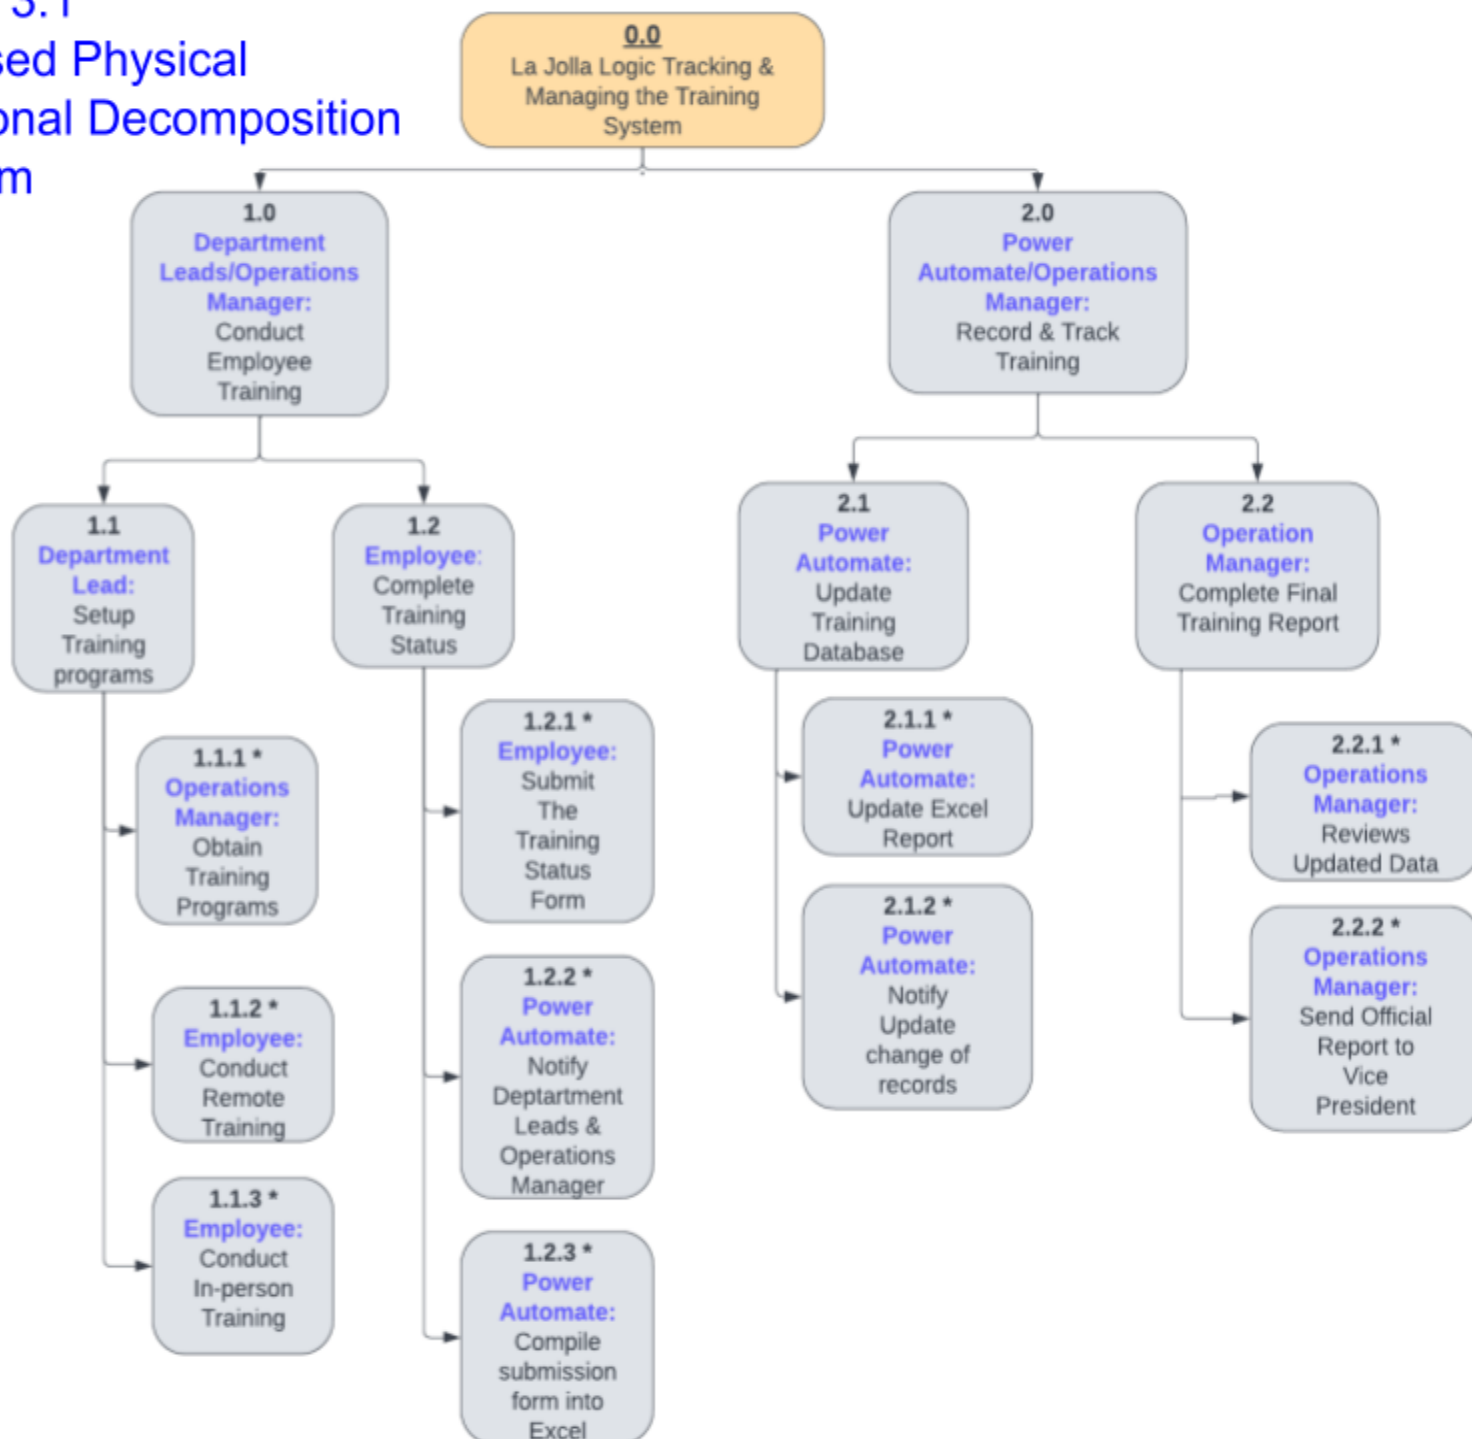 3.1
sed Physical
onal Decomposition
m
0.0
La Jolla Logic Tracking &
Managing the Training
System
1.0
Department
Leads/Operations
Manager:
Conduct
Employee
Training
2.0
Power
Automate/Operations
Manager:
Record & Track
Training
1.1
Department
Lead:
Setup
Training
programs
1.2
Employee:
Complete
Training
Status
2.1
Power
Automate:
Update
Training
Database
2.2
Operation
Manager:
Complete Final
Training Report
1.1.1 *
Operations
Manager:
Obtain
Training
Programs
1.1.2 *
Employee:
Conduct
Remote
Training
1.1.3 *
Employee:
Conduct
In-person
Training
1.2.1 *
Employee:
Submit
The
Training
Status
Form
1.2.2 *
Power
Automate:
Notify
Deptartment
Leads &
Operations
Manager
1.2.3 *
Power
Automate:
Compile
submission
form into
Excel
2.1.1 *
Power
Automate:
Update Excel
Report
2.1.2 *
Power
Automate:
Notify
Update
change of
records
2.2.1 *
Operations
Manager:
Reviews
Updated Data
2.2.2 *
Operations
Manager:
Send Official
Report to
Vice
President